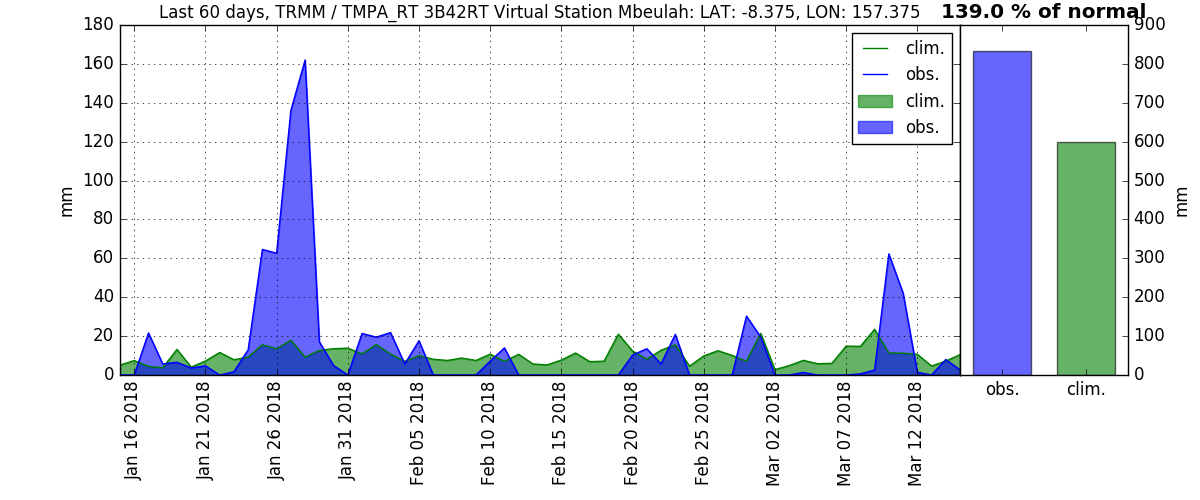 Last 60 days, TRMM / TMPA_RT 3B42RT Virtual Station Mbeulah: LAT: -8.375, LON: 157.375
139.0 % of normal
180
160
140
120
100
80
60
40
20
0
mm
clim.
obs.
clim.
obs.
Jan 16 2018
Jan 21 2018
Jan 26 2018
Jan 31 2018
Feb 05 2018
Feb 10 2018
Feb 15 2018
Feb 20 2018
Feb 25 2018
Mar 02 2018
Mar 07 2018
Mar 12 2018
900
800
700
600
500
400
300
200
100
0
mm
obs.
clim.